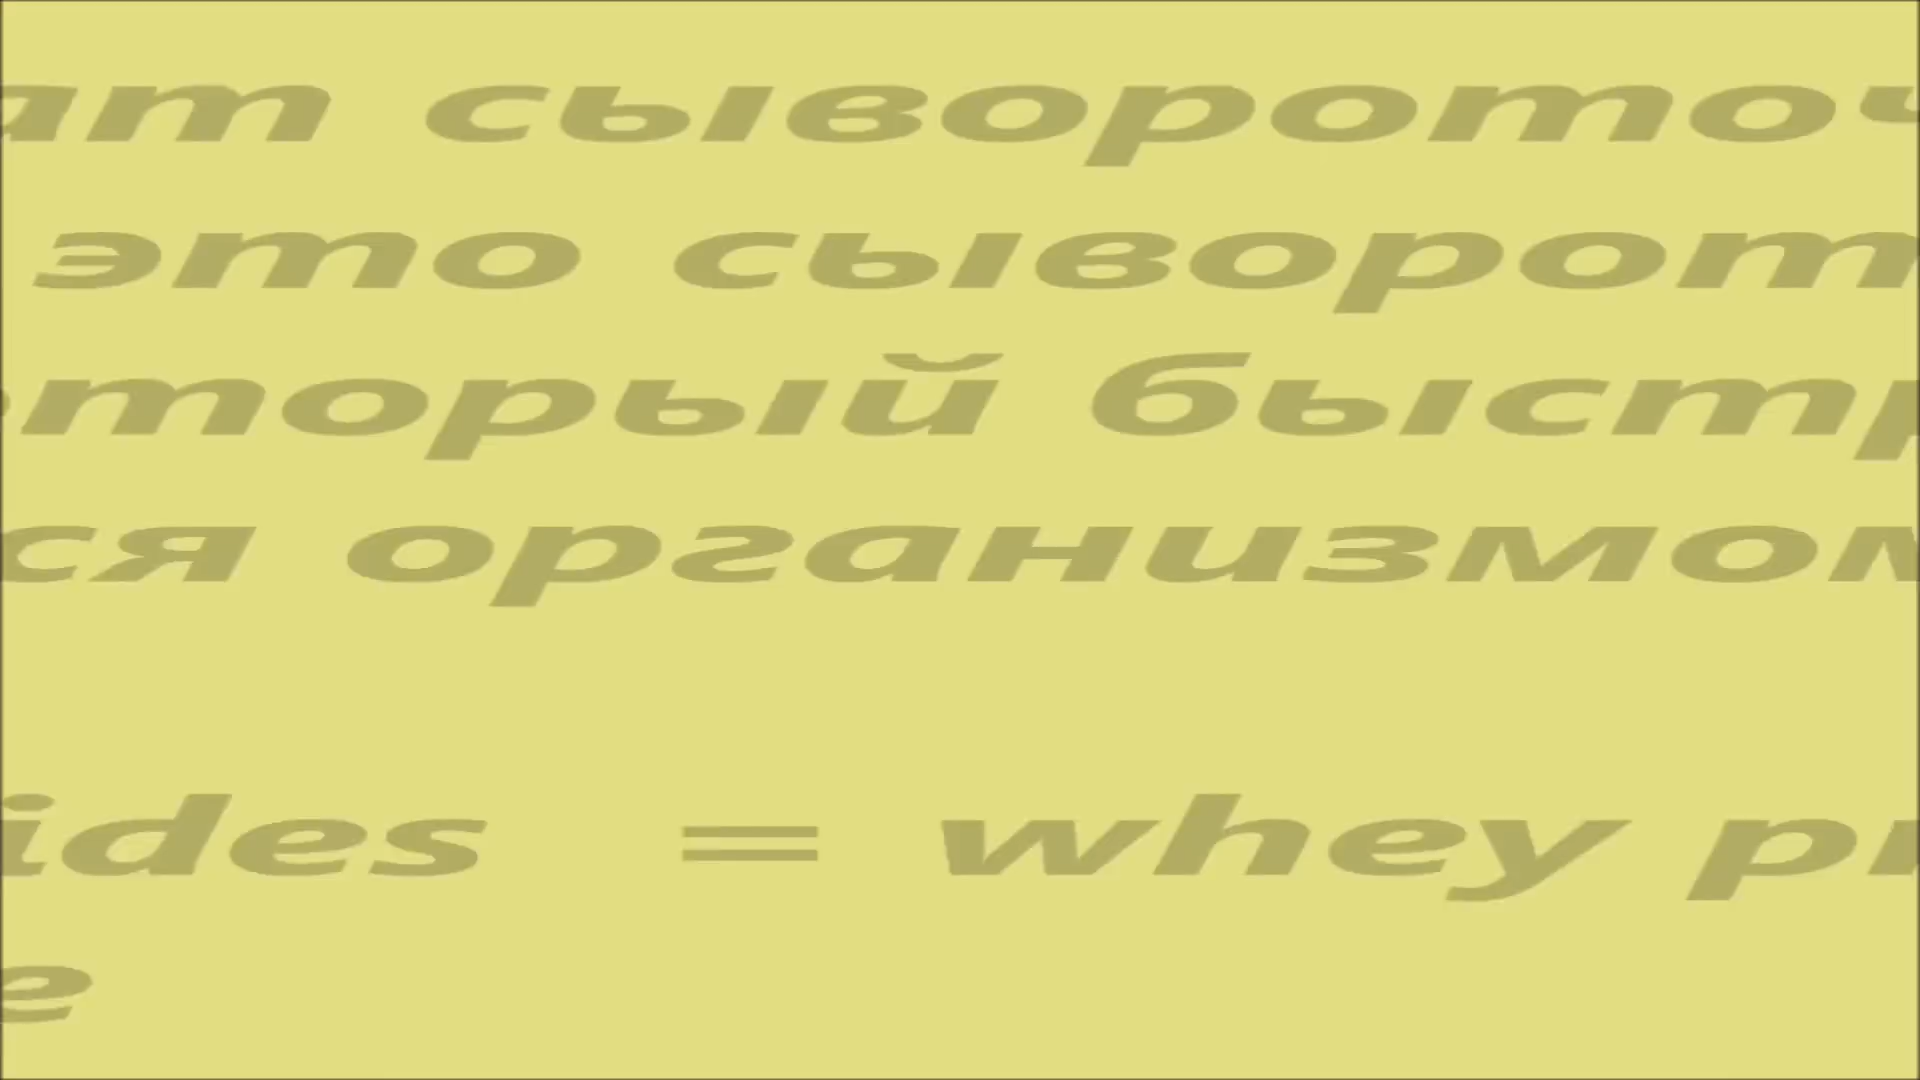 ат сывороточ
это сыворот
оторый быстр
ся организмом
ides = whey pr
e